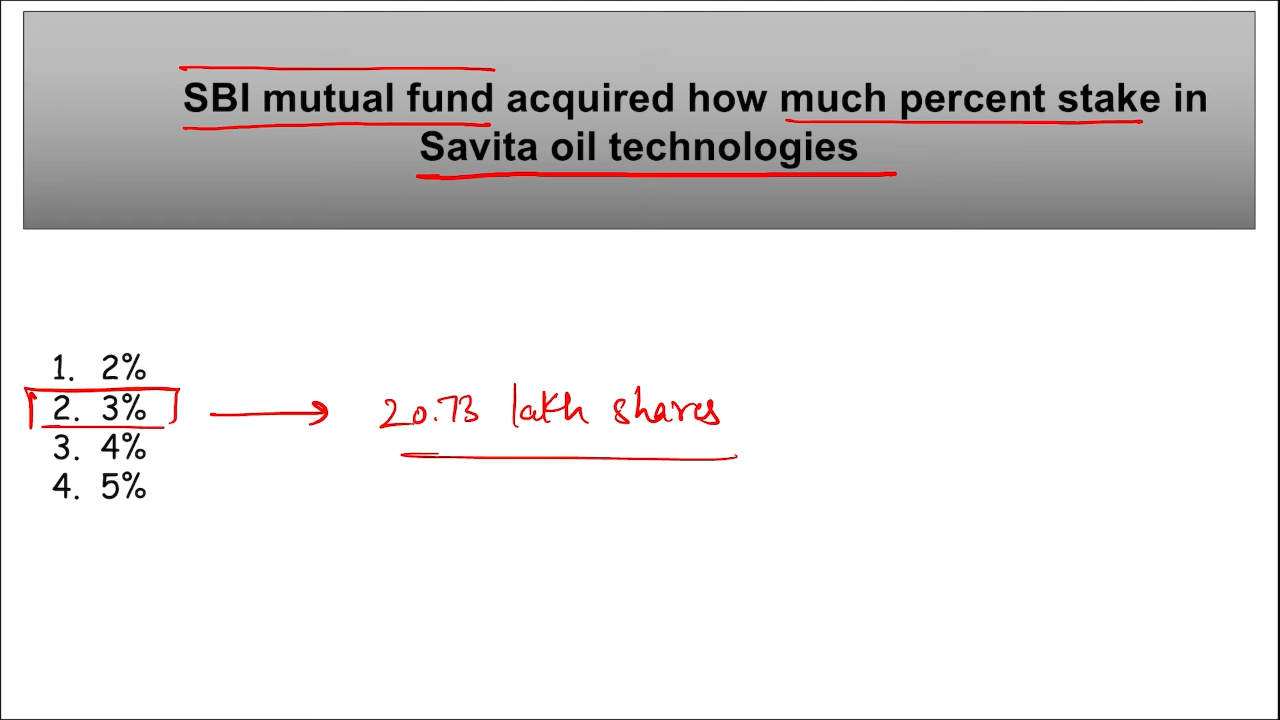 SBI mutual fund acquired how much percent stake in
Savita oil technologies
1. 2%
2. 3%
20.73 lakh shares
3. 4%
4. 5%